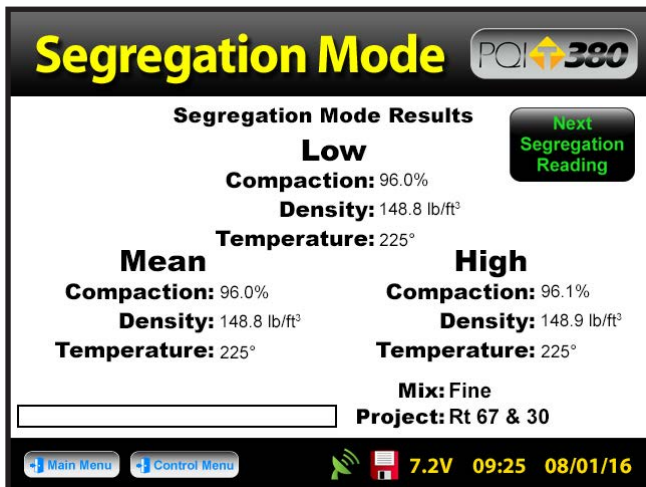 Segregation Mode PQI T 380
Segregation Mode Results
Next
Segregation
Reading
Low
Compaction: 96.0%
Density: 148.8 lb/ft³
Temperature: 225°
Mean
Compaction: 96.0%
Density: 148.8 lb/ft³
Temperature: 225°
High
Compaction: 96.1%
Density: 148.9 lb/ft³
Temperature: 225°
Mix: Fine
Project: Rt 67 & 30
Main Menu Control Menu 7.2V 09:25 08/01/16